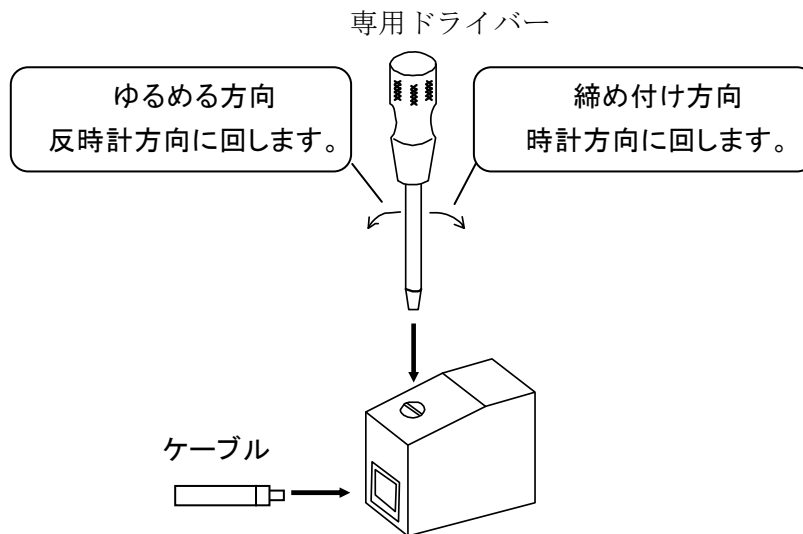 専用ドライバー
ゆるめる方向
反時計方向に回します。
締め付け方向
時計方向に回します。
ケーブル